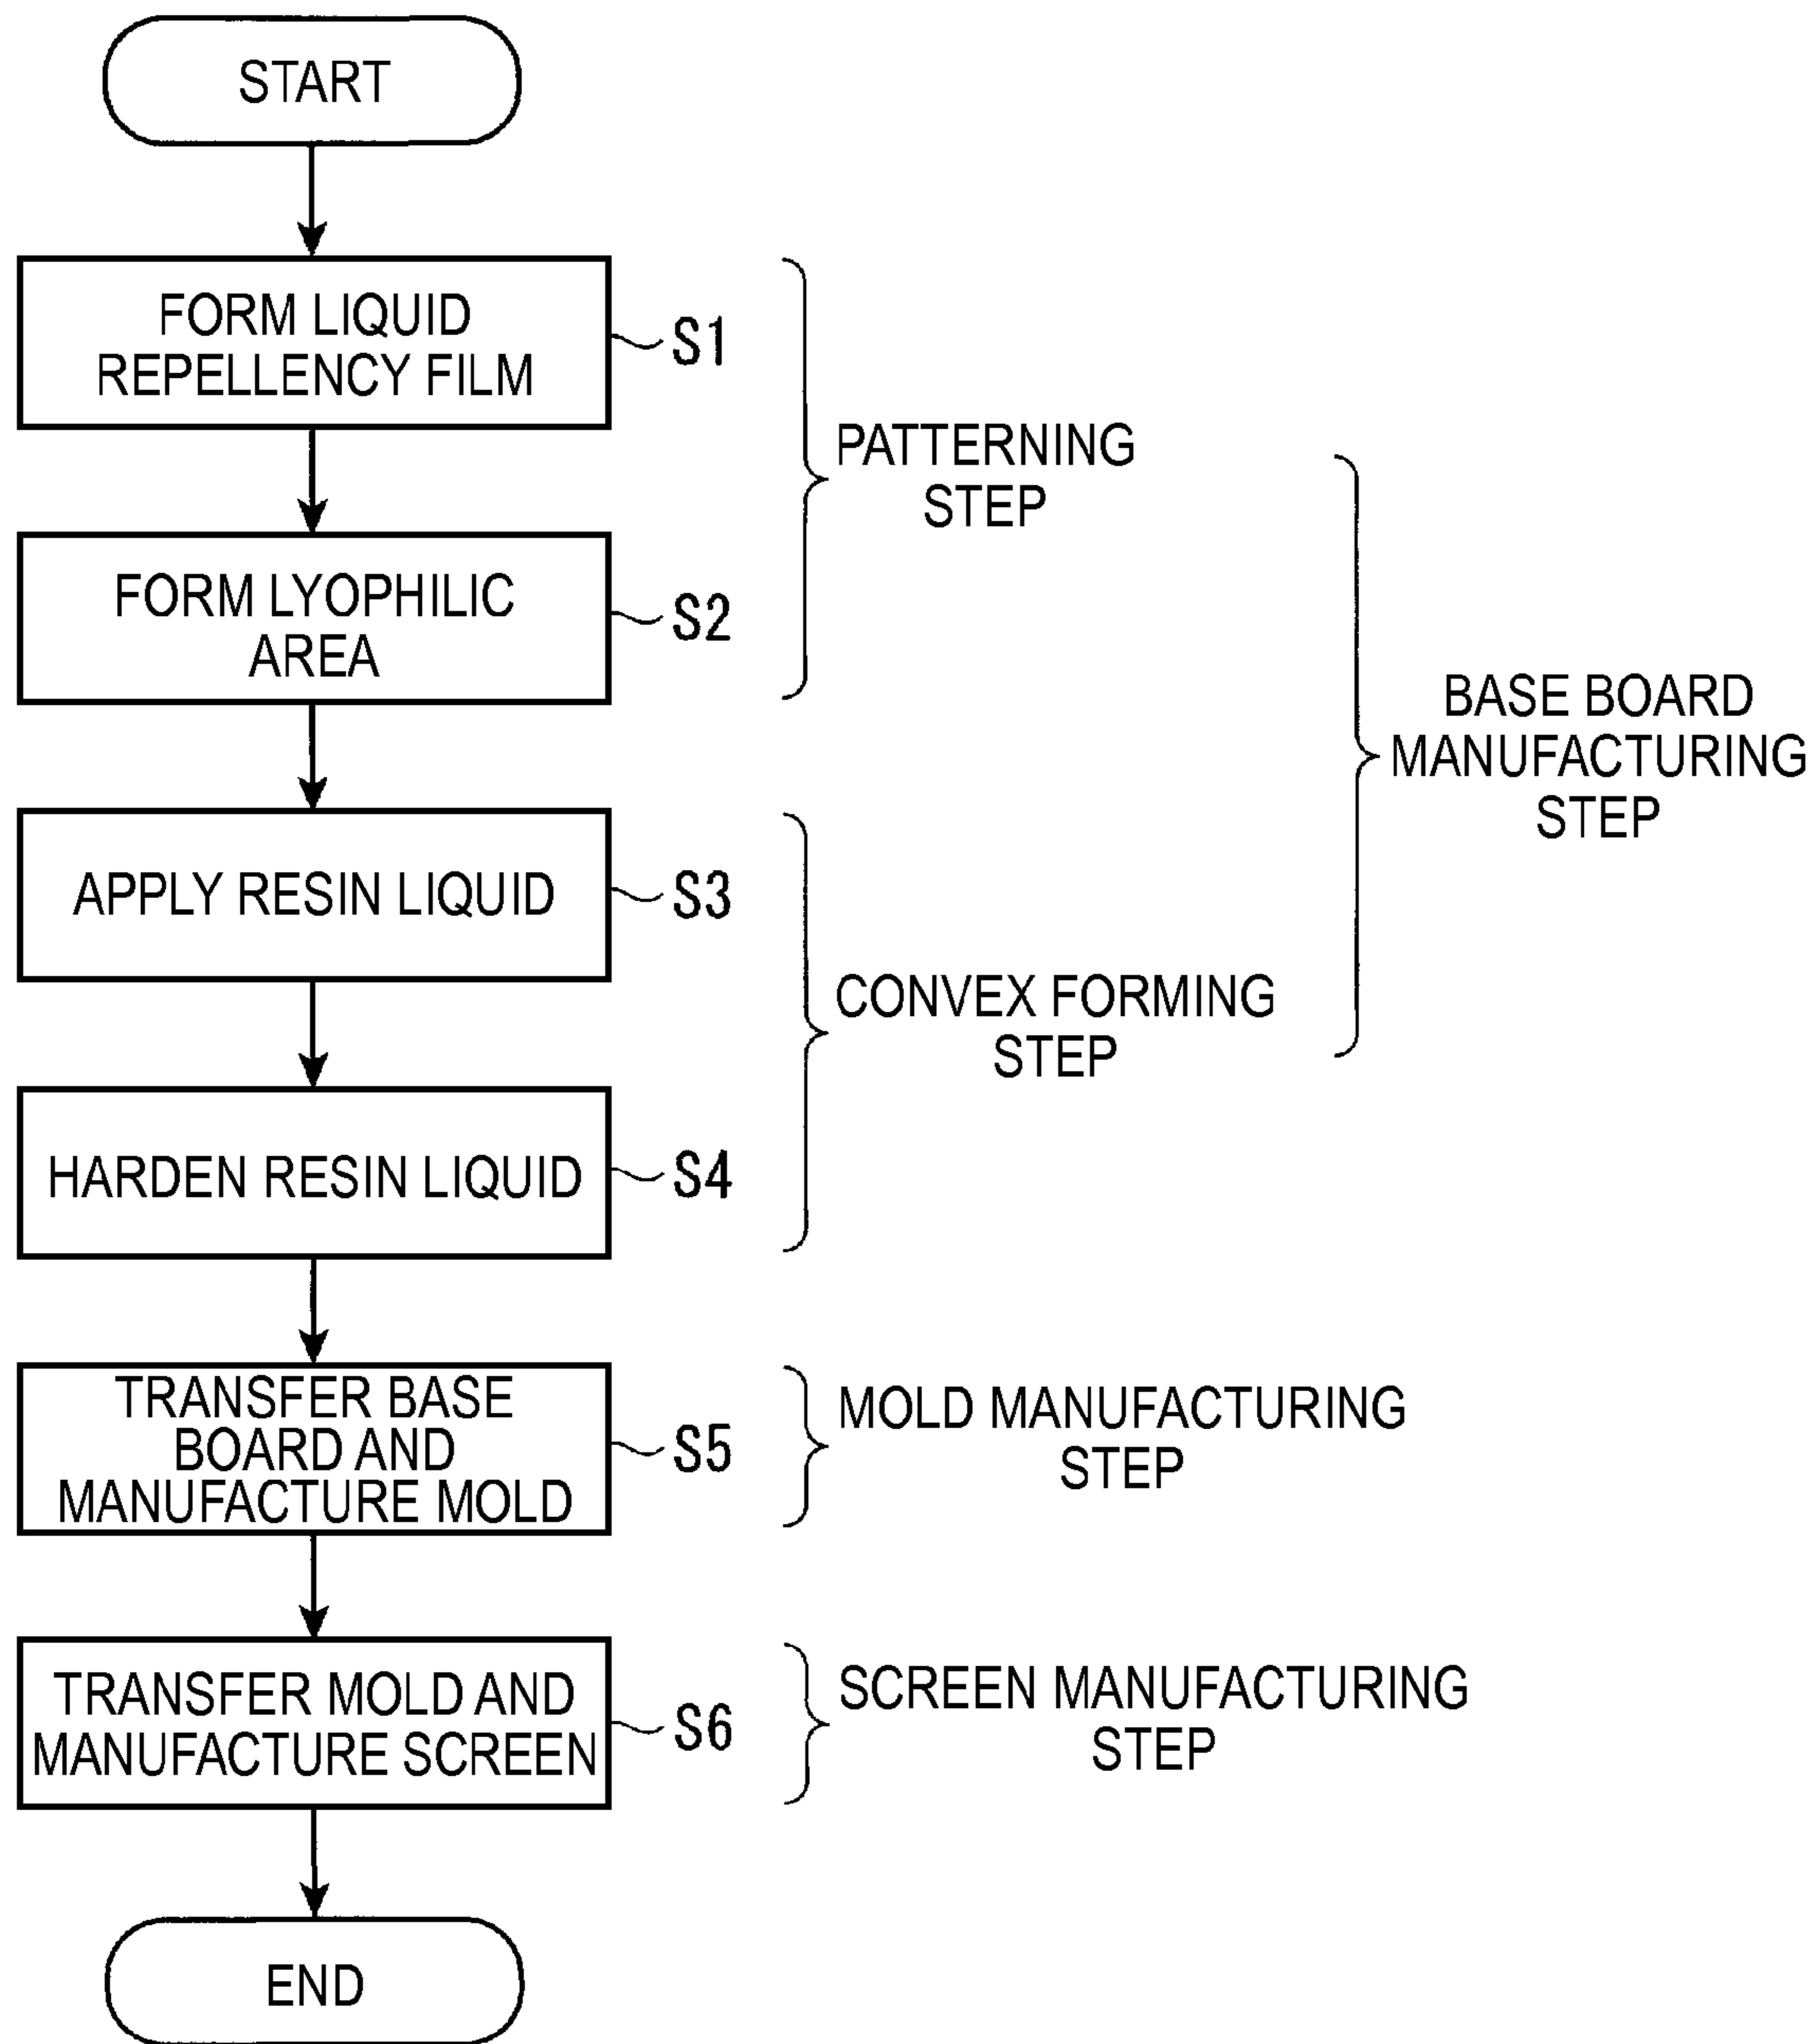 START
FORM LIQUID
REPELLENCY FILM
S1
PATTERNING
STEP
FORM LYOPHILIC
AREA
S2
BASE BOARD
MANUFACTURING
STEP
APPLY RESIN LIQUID
S3
CONVEX FORMING
STEP
HARDEN RESIN LIQUID
S4
TRANSFER BASE
BOARD AND
MANUFACTURE MOLD
S5
MOLD MANUFACTURING
STEP
TRANSFER MOLD AND
MANUFACTURE SCREEN
S6
SCREEN MANUFACTURING
STEP
END